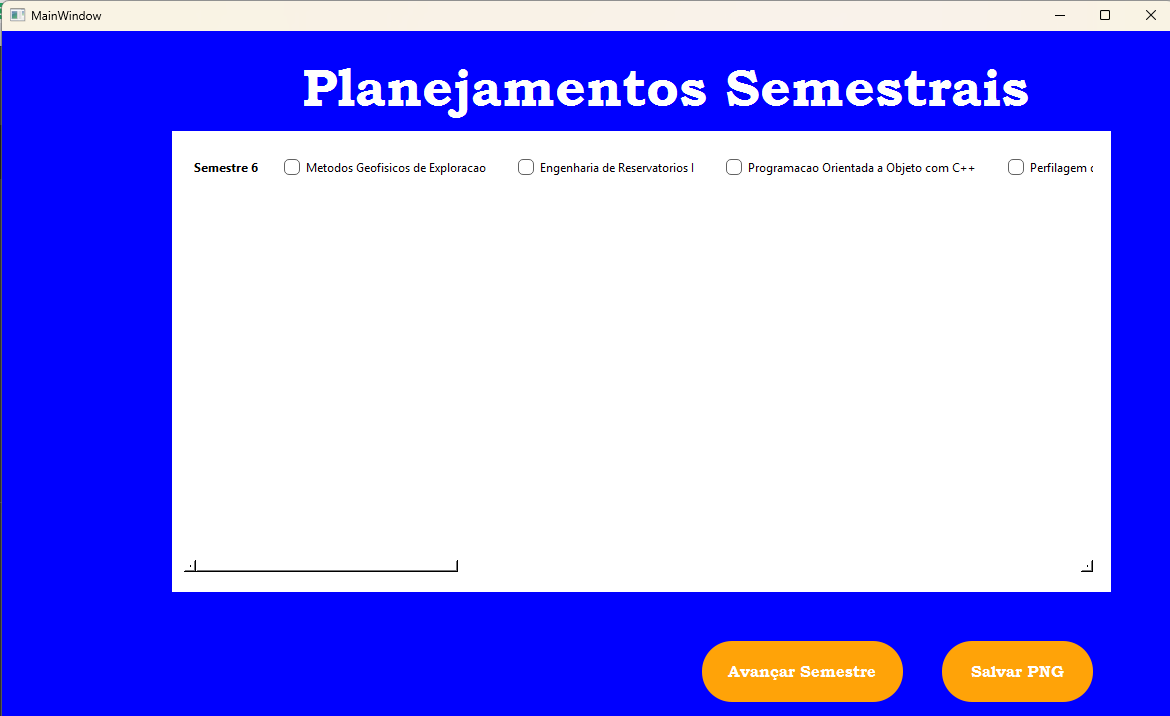 MainWindow
Planejamentos Semestrais
Semestre 6 Metodos Geofisicos de Exploracao Engenharia de Reservatorios I Programacao Orientada a Objeto com C++ Perfilagem
Avançar Semestre Salvar PNG